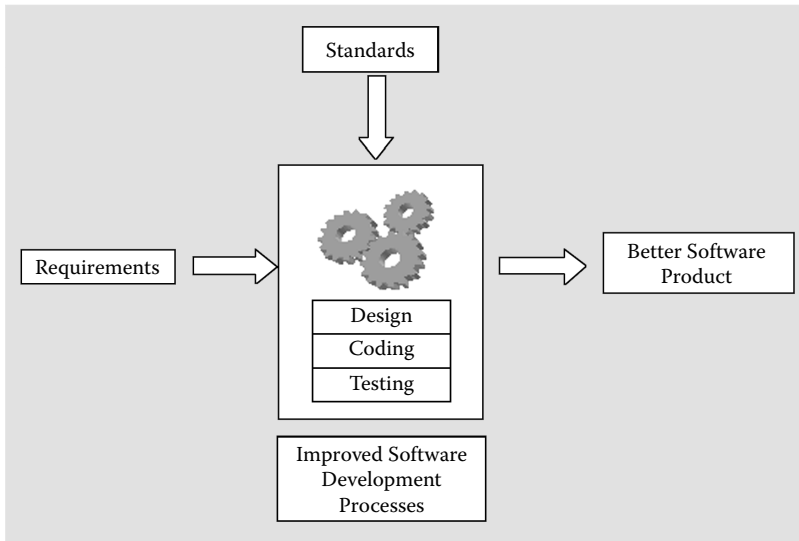 Standards
Requirements
Design
Coding
Testing
Better Software
Product
Improved Software
Development
Processes